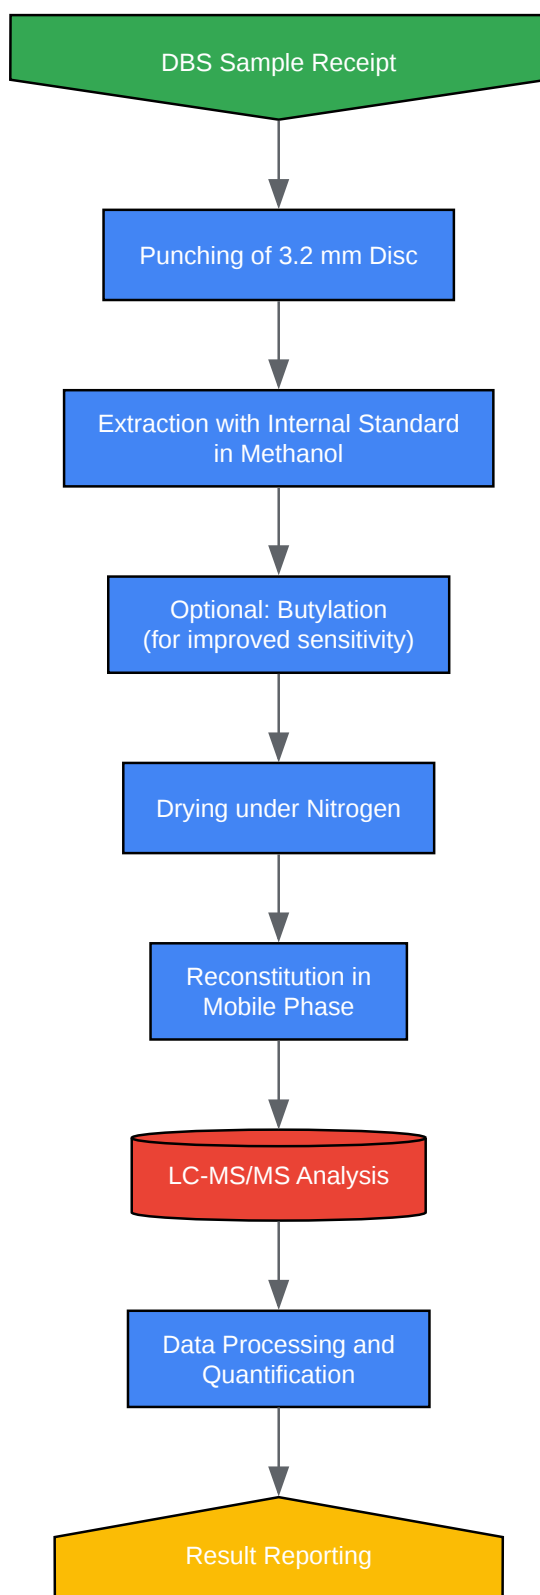 DBS Sample Receipt
Punching of 3.2 mm Disc
Extraction with Internal Standard
in Methanol
Optional: Butylation
(for improved sensitivity)
Drying under Nitrogen
Reconstitution in
Mobile Phase
LC-MS/MS Analysis
Data Processing and
Quantification
Result Reporting